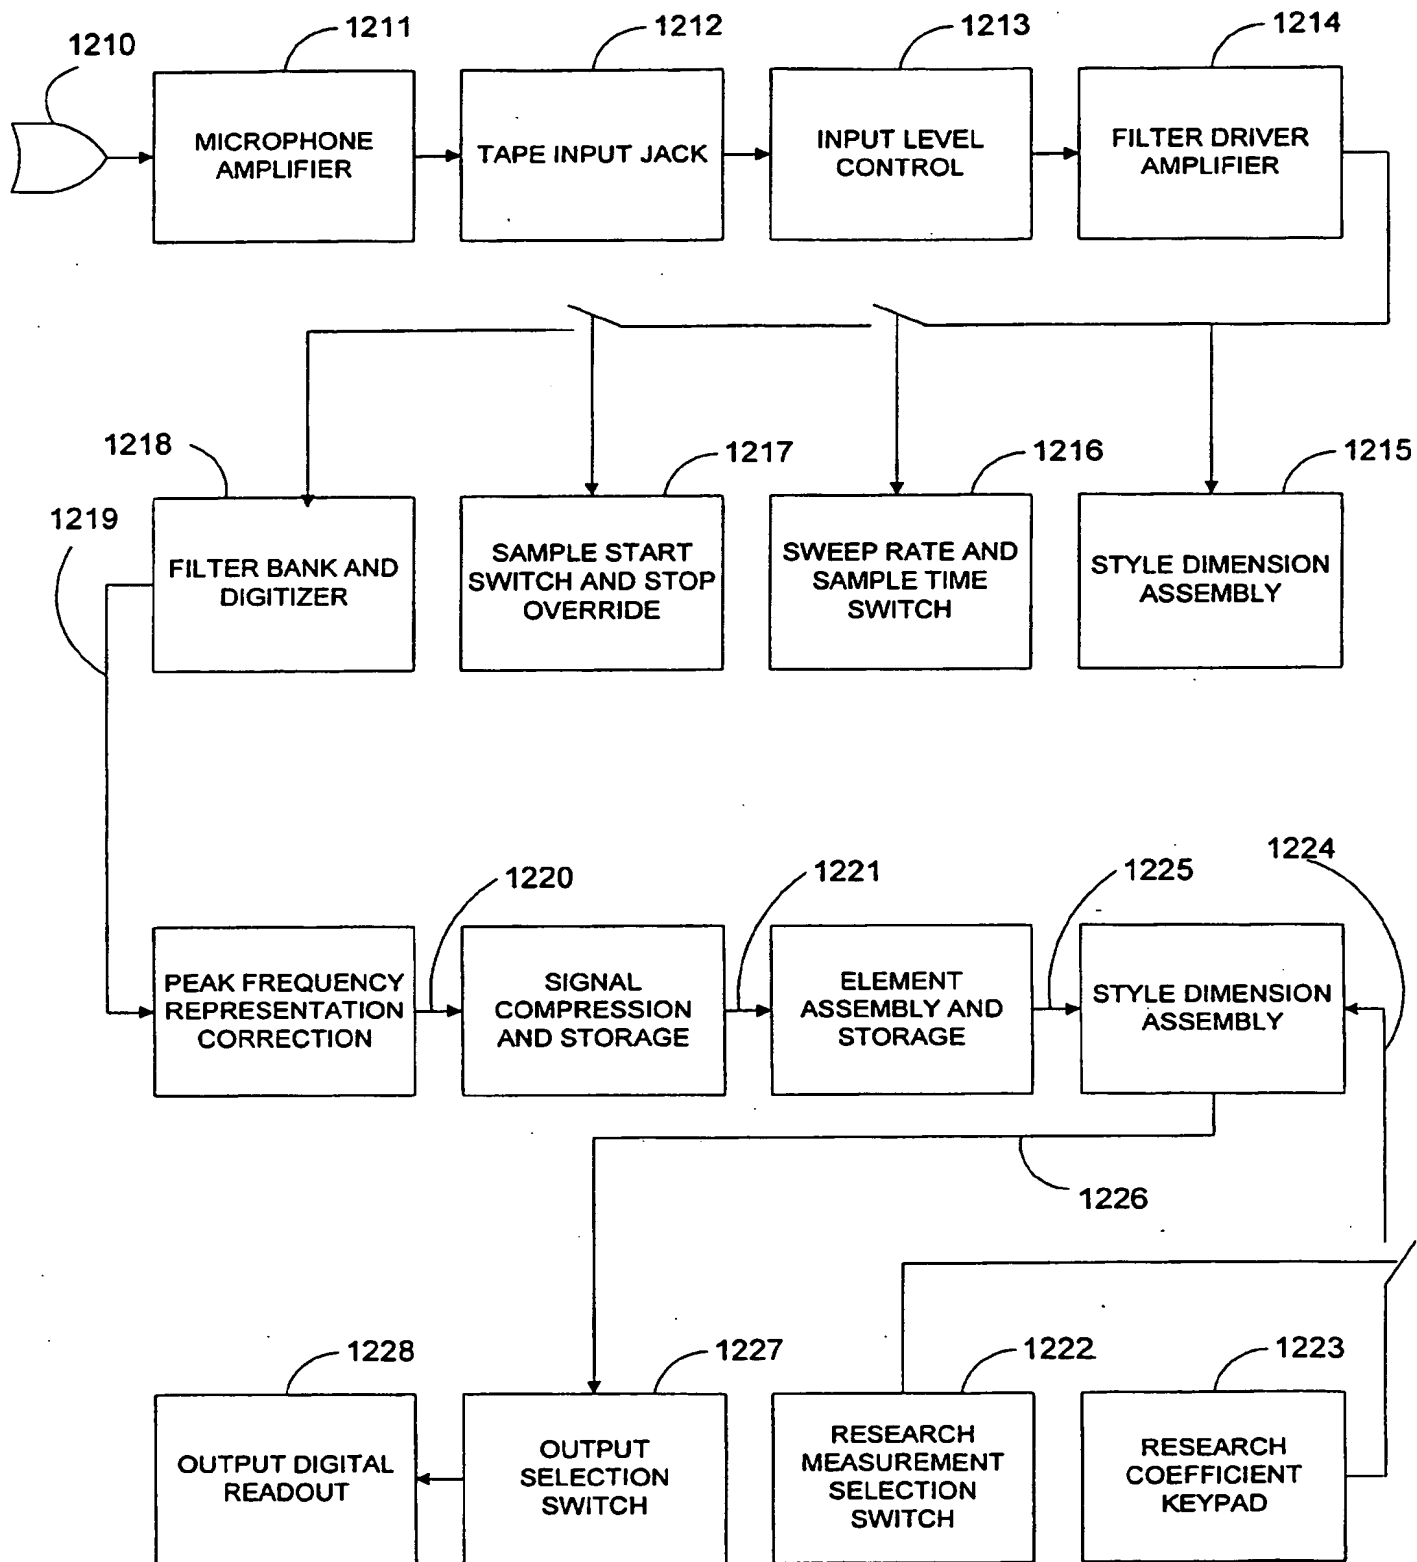 1210
1211
1212
1213
1214
MICROPHONE
AMPLIFIER
TAPE INPUT JACK
INPUT LEVEL
CONTROL
FILTER DRIVER
AMPLIFIER
1218
1217
1216
1215
1219
FILTER BANK AND
DIGITIZER
SAMPLE START
SWITCH AND STOP
OVERRIDE
SWEEP RATE AND
SAMPLE TIME
SWITCH
STYLE DIMENSION
ASSEMBLY
1220
1221
1225
1224
PEAK FREQUENCY
REPRESENTATION
CORRECTION
SIGNAL
COMPRESSION
AND STORAGE
ELEMENT
ASSEMBLY AND
STORAGE
STYLE DIMENSION
ASSEMBLY
1226
1228
1227
1222
1223
OUTPUT DIGITAL
READOUT
OUTPUT
SELECTION
SWITCH
RESEARCH
MEASUREMENT
SELECTION
SWITCH
RESEARCH
COEFFICIENT
KEYPAD